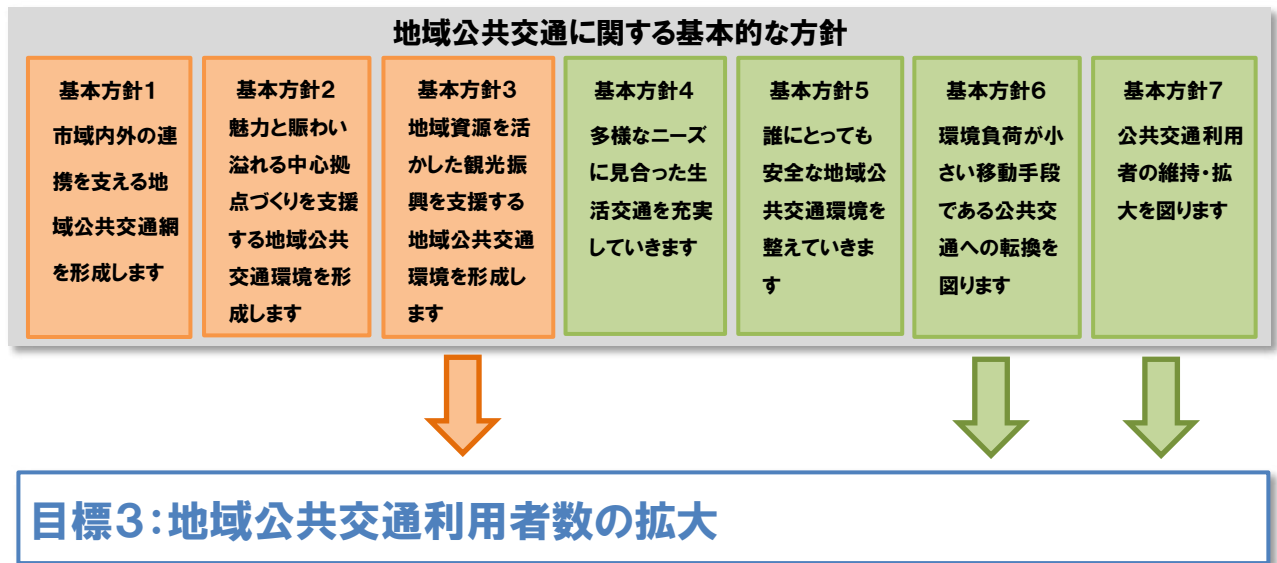 地域公共交通に関する基本的な方針
基本方針1
市域内外の連
携を支える地
域公共交通網
を形成します
基本方針2
魅力と賑わい
溢れる中心拠
点づくりを支援
する地域公共
交通環境を形
成します
基本方針3
地域資源を活
かした観光振
興を支援する
地域公共交通
環境を形成し
ます
基本方針4
多様なニーズ
に見合った生
活交通を充実
していきます
基本方針5
誰にとっても
安全な地域公
共交通環境を
整えていきま
す
基本方針6
環境負荷が小
さい移動手段
である公共交
通への転換を
図ります
基本方針7
公共交通利用
者の維持・拡
大を図ります
目標3:地域公共交通利用者数の拡大